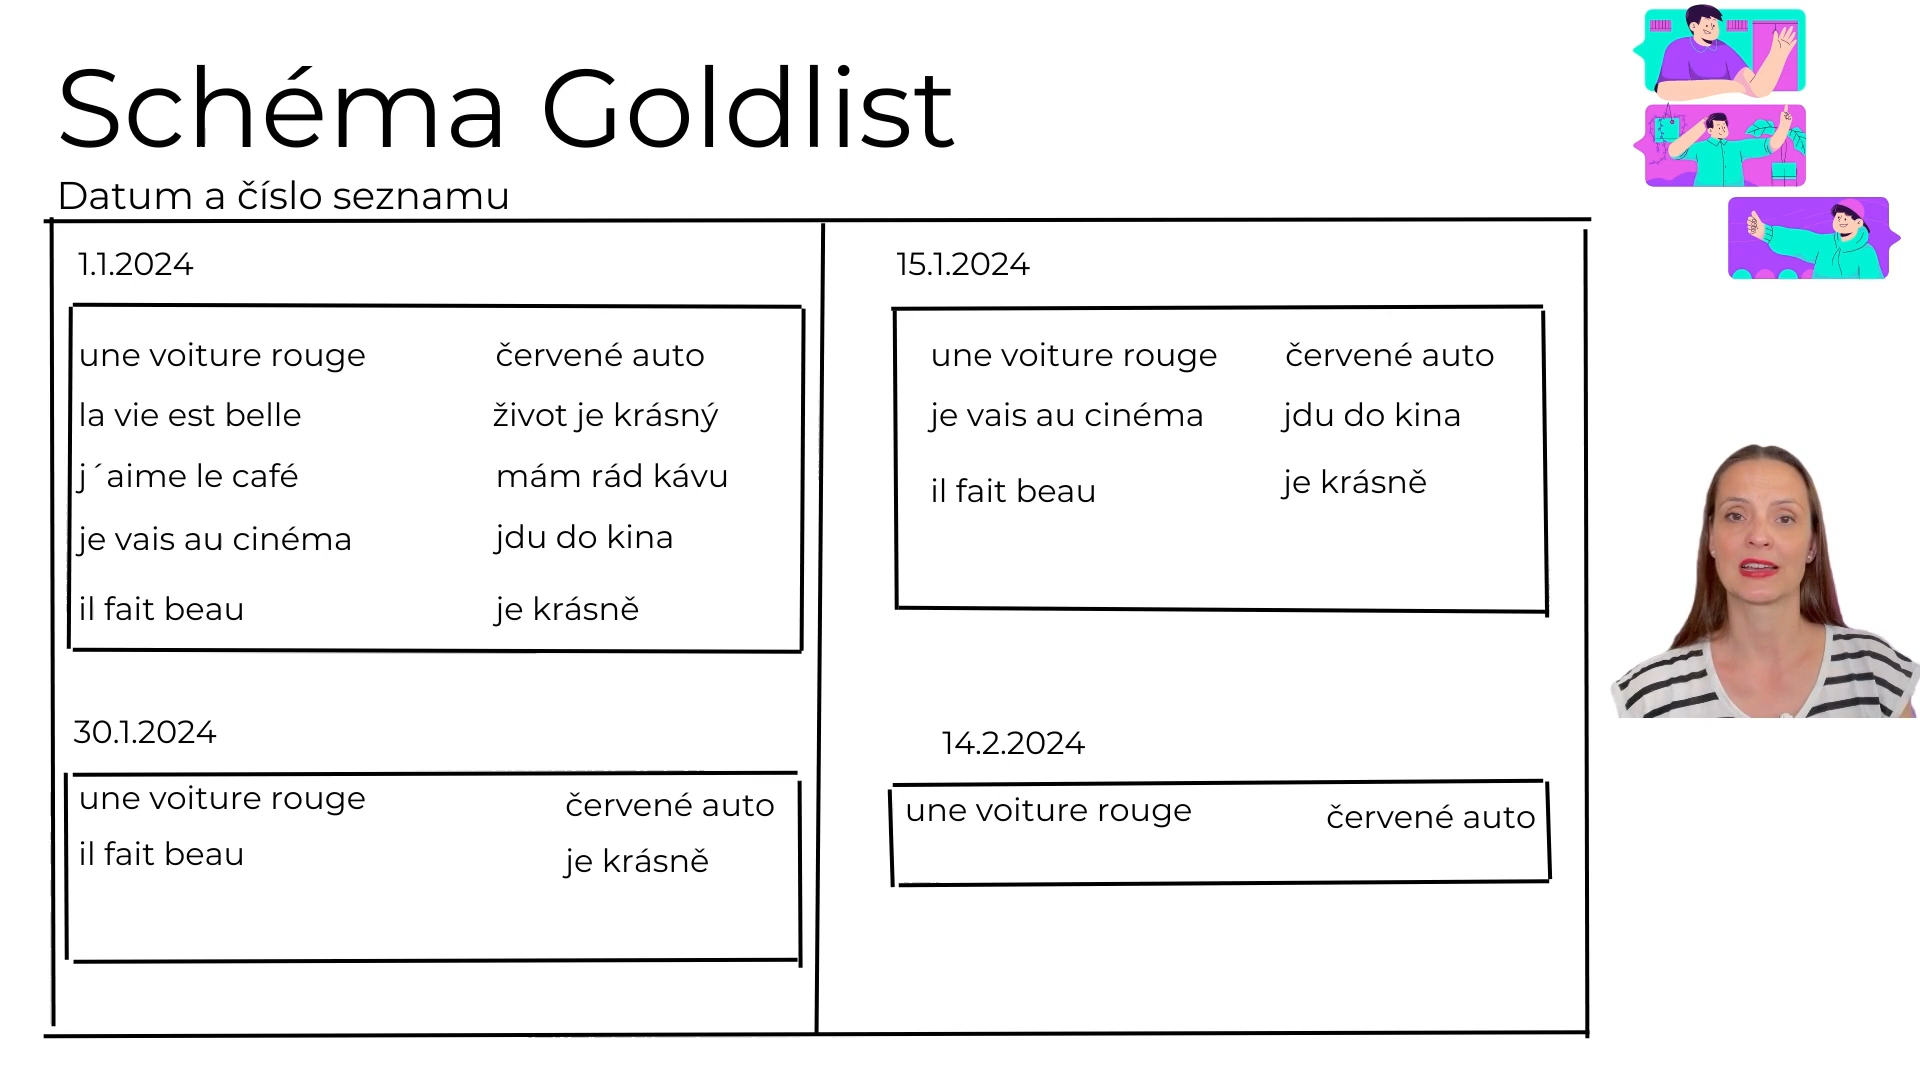 Schéma Goldlist
Datum a číslo seznamu
1.1.2024
une voiture rouge červené auto
la vie est belle život je krásný
j´aime le café mám rád kávu
je vais au cinéma jdu do kina
il fait beau je krásně
15.1.2024
une voiture rouge červené auto
je vais au cinéma jdu do kina
il fait beau je krásně
30.1.2024
une voiture rouge červené auto
il fait beau je krásně
14.2.2024
une voiture rouge červené auto